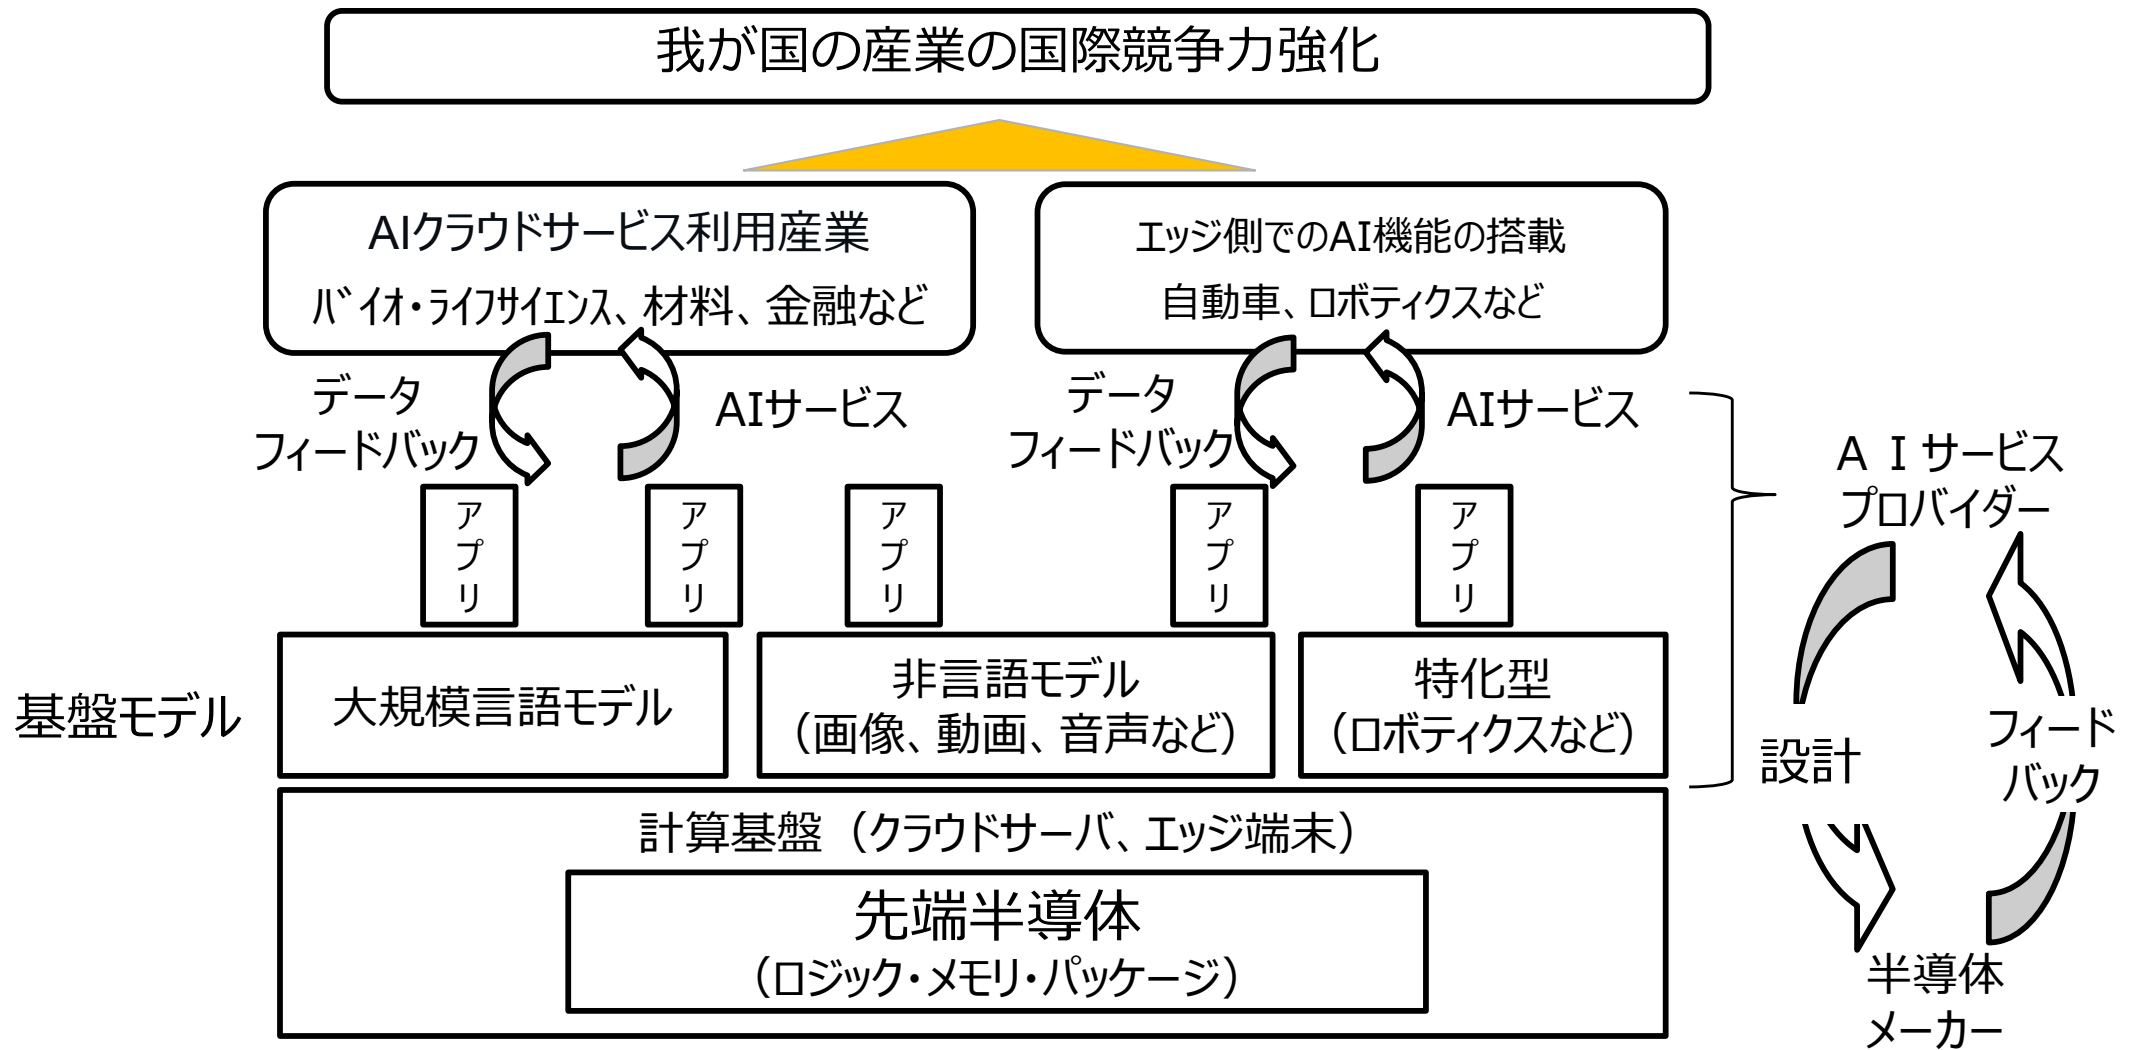 我が国の産業の国際競争力強化
AIクラウドサービス利用産業
バイオ・ライフサイエンス、材料、金融など
エッジ側でのAI機能の搭載
自動車、ロボティクスなど
データ
フィードバック
AIサービス
データ
フィードバック
AIサービス
アプリ
アプリ
アプリ
アプリ
アプリ
基盤モデル
大規模言語モデル
非言語モデル
（画像、動画、音声など）
特化型
（ロボティクスなど）
計算基盤（クラウドサーバ、エッジ端末）
先端半導体
（ロジック・メモリ・パッケージ）
ＡＩサービス
プロバイダー
設計
フィード
バック
半導体
メーカー